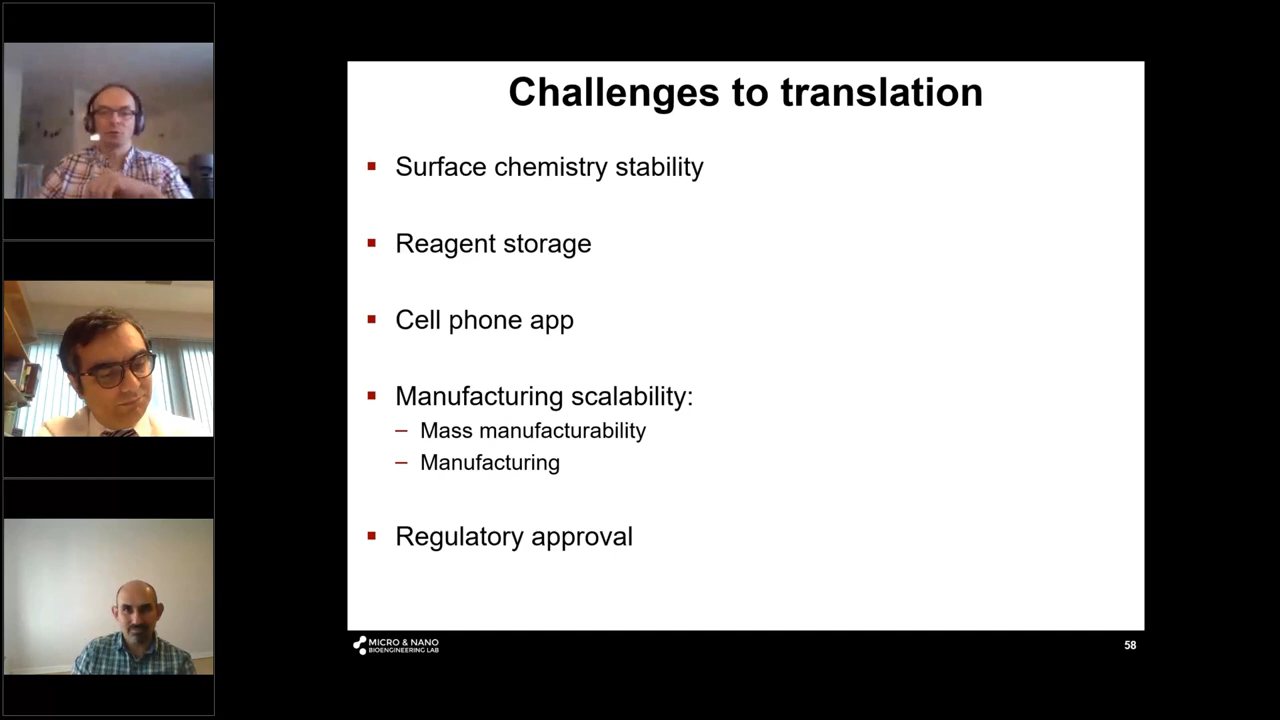 Challenges to translation
Surface chemistry stability
Reagent storage
Cell phone app
Manufacturing scalability:
– Mass manufacturability
– Manufacturing
Regulatory approval
MICRO & NANO
BIOENGINEERING LAB
58